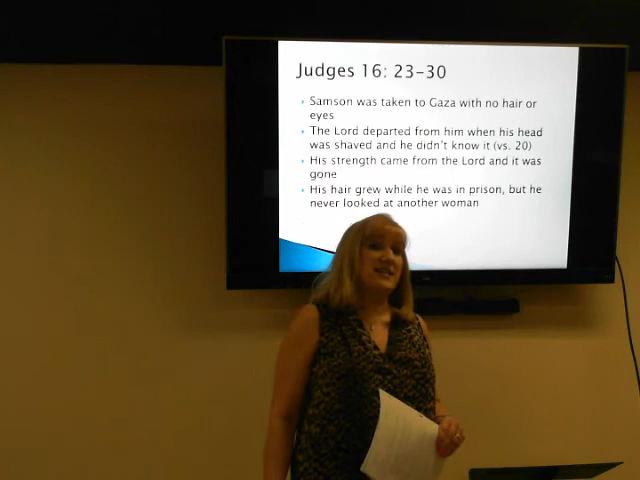 Judges 16: 23-30
Samson was taken to Gaza with no hair or
eyes
The Lord departed from him when his head
was shaved and he didn't know it (vs. 20)
His strength came from the Lord and it was
gone
His hair grew while he was in prison, but he
never looked at another woman